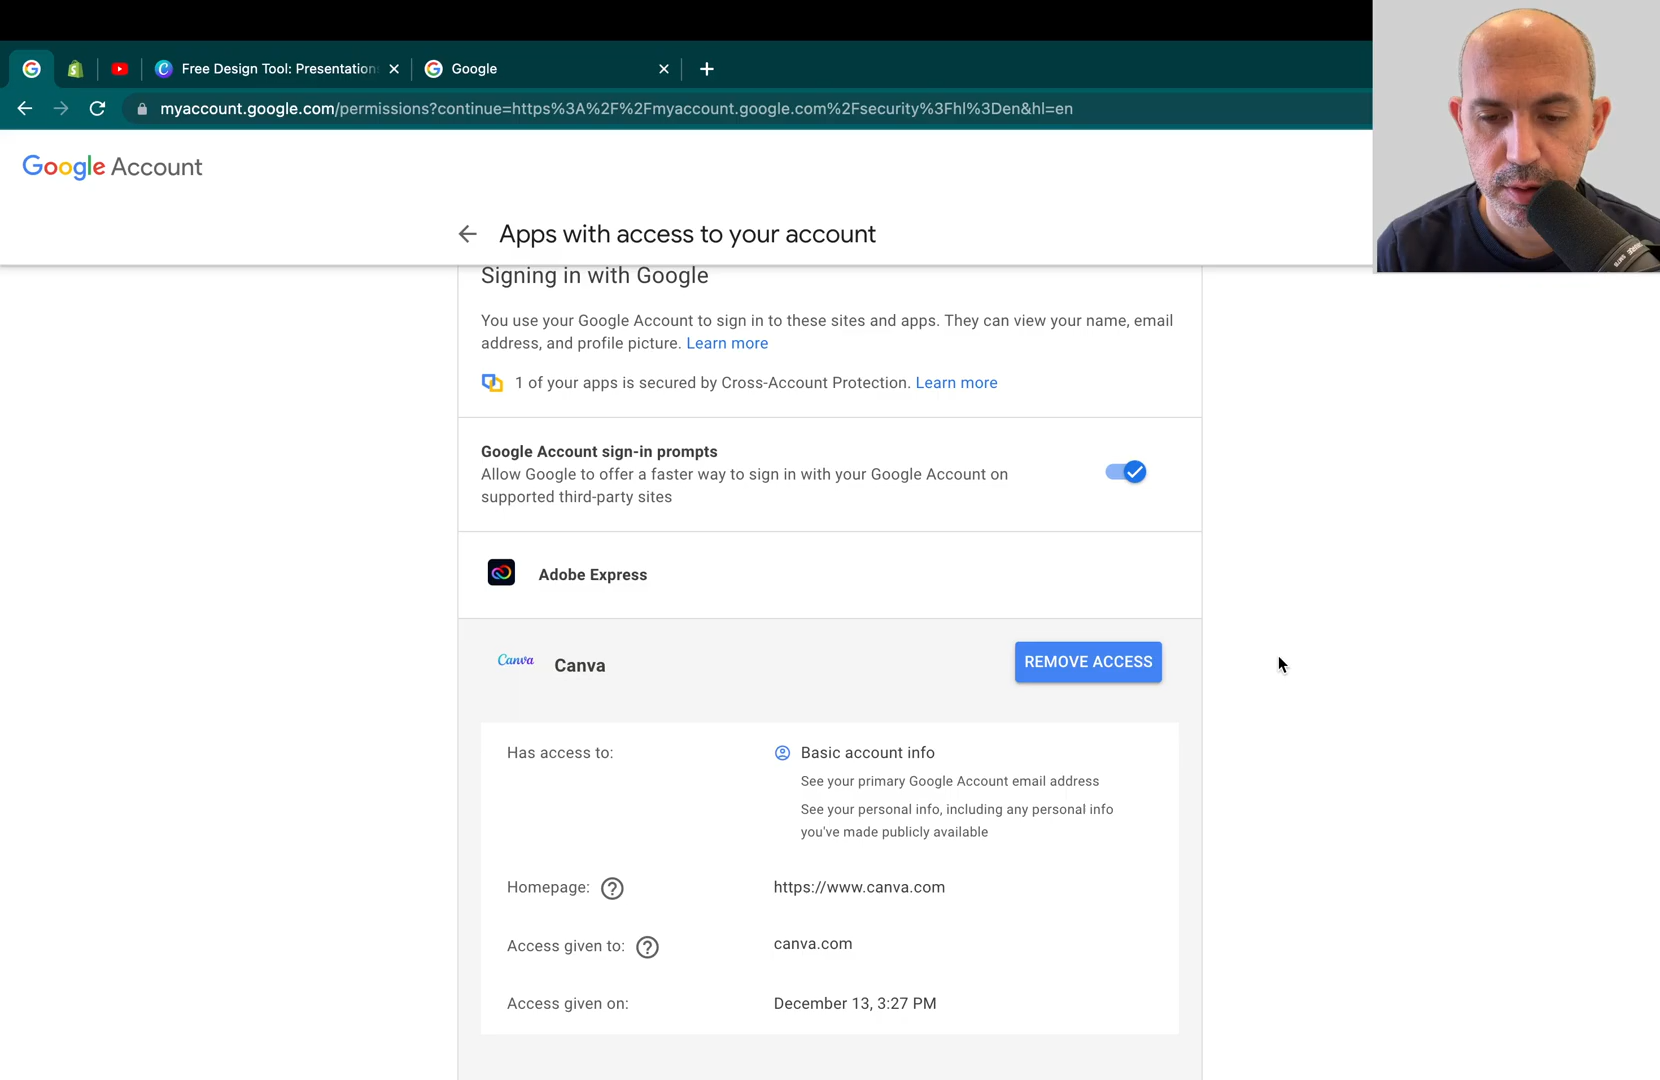 Free Design Tool: Presentation
Google
myaccount.google.com/permissions?continue=https%3A%2F%2Fmyaccount.google.com%2Fsecurity%3Fhl%3Den&hl=en
Google Account
Apps with access to your account
Signing in with Google
You use your Google Account to sign in to these sites and apps. They can view your name, email
address, and profile picture. Learn more
1 of your apps is secured by Cross-Account Protection. Learn more
Google Account sign-in prompts
Allow Google to offer a faster way to sign in with your Google Account on
supported third-party sites
Adobe Express
Canva Canva
REMOVE ACCESS
Has access to:
Basic account info
See your primary Google Account email address
See your personal info, including any personal info
you've made publicly available
Homepage: ?
https://www.canva.com
Access given to: ?
canva.com
Access given on:
December 13, 3:27 PM